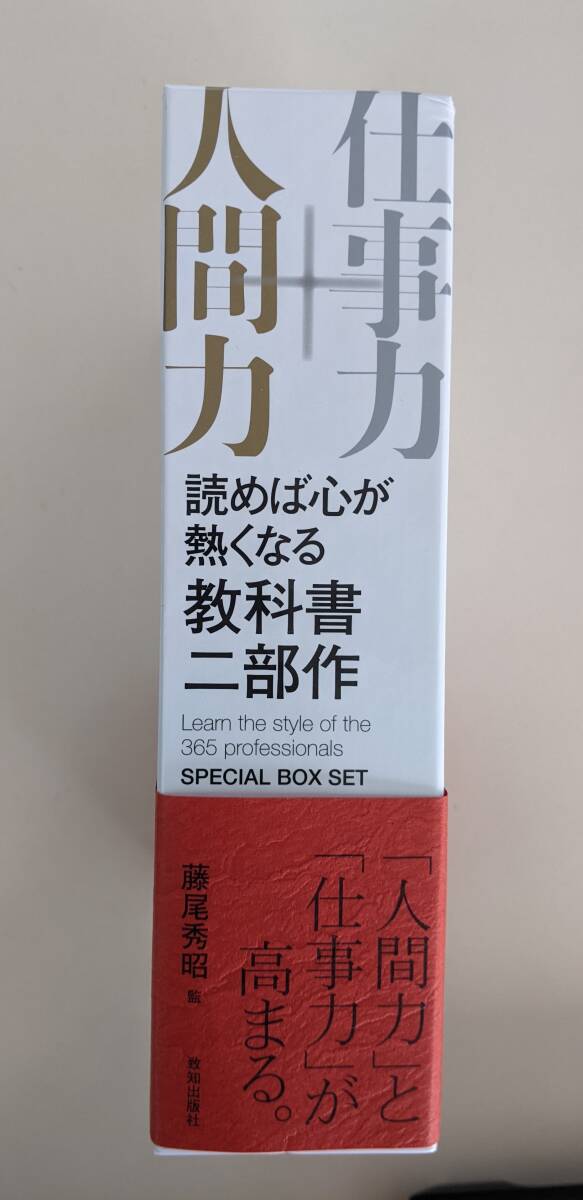 仕事力
+
人間力
読めば心が
熱くなる
教科書
二部作
Learn the style of the
365 professionals
SPECIAL BOX SET
「人間力」と
「仕事力」が
高まる。
藤尾秀昭 監
致知出版社